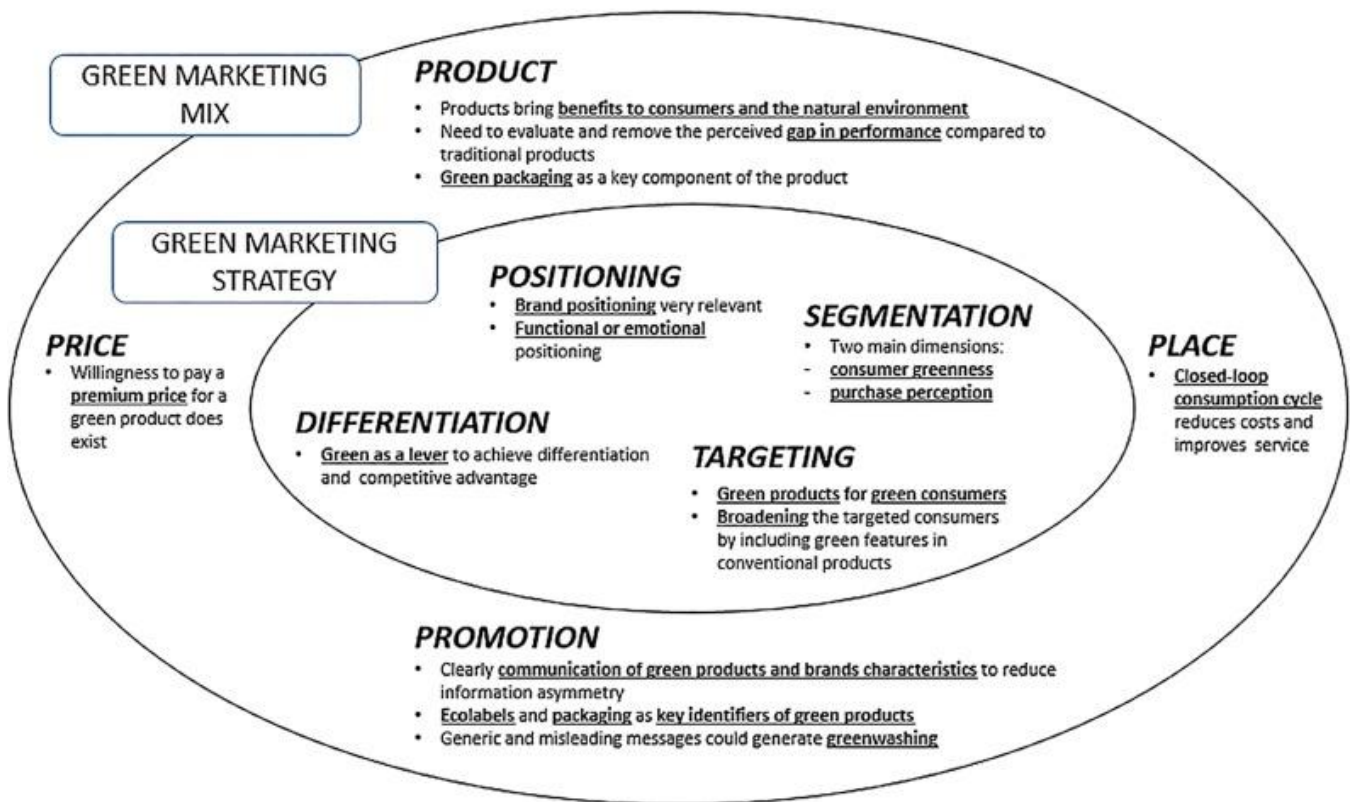 GREEN MARKETING
MIX
PRODUCT
• Products bring benefits to consumers and the natural environment
• Need to evaluate and remove the perceived gap in performance compared to
traditional products
• Green packaging as a key component of the product
GREEN MARKETING
STRATEGY
POSITIONING
• Brand positioning very relevant
• Functional or emotional
positioning
SEGMENTATION
• Two main dimensions:
- consumer greenness
- purchase perception
PRICE
• Willingness to pay a
premium price for a
green product does
exist
PLACE
• Closed-loop
consumption cycle
reduces costs and
improves service
DIFFERENTIATION
• Green as a lever to achieve differentiation
and competitive advantage
TARGETING
• Green products for green consumers
• Broadening the targeted consumers
by including green features in
conventional products
PROMOTION
• Clearly communication of green products and brands characteristics to reduce
information asymmetry
• Ecolabels and packaging as key identifiers of green products
• Generic and misleading messages could generate greenwashing